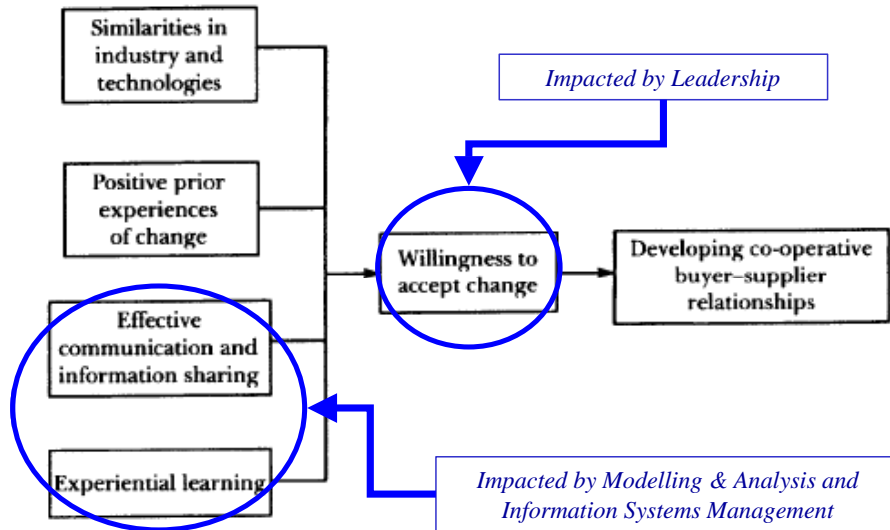 Similarities in
industry and
technologies
Impacted by Leadership
Positive prior
experiences
of change
Willingness to
accept change
Developing co-operative
buyer–supplier
relationships
Effective
communication and
information sharing
Experiential learning
Impacted by Modelling & Analysis and
Information Systems Management